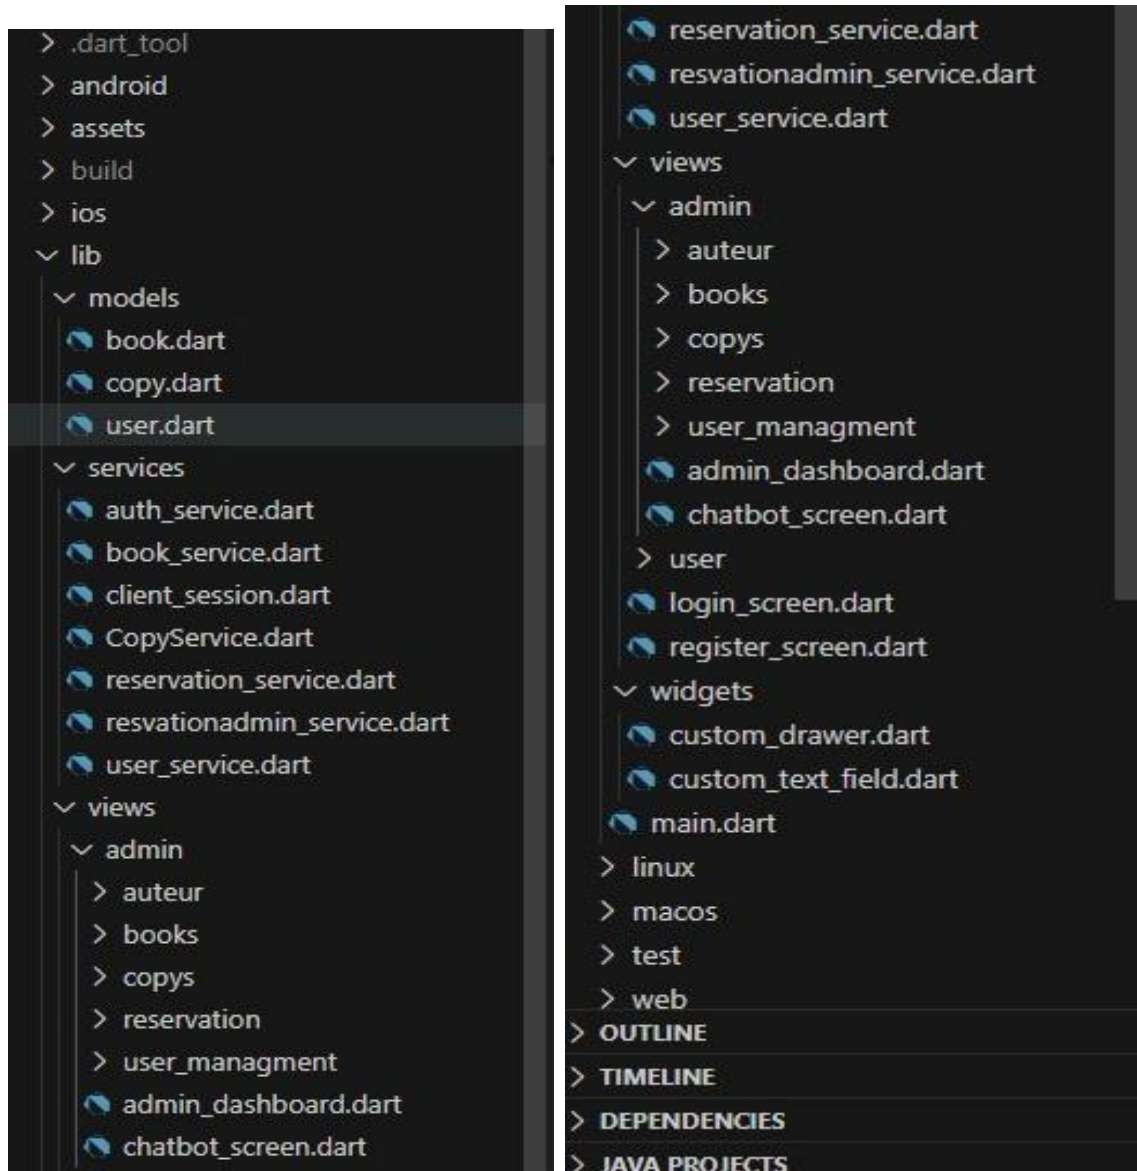 .dart_tool
android
assets
build
ios
lib
models
book.dart
copy.dart
user.dart
services
auth_service.dart
book_service.dart
client_session.dart
CopyService.dart
reservation_service.dart
resvationadmin_service.dart
user_service.dart
views
admin
auteur
books
copys
reservation
user_managment
admin_dashboard.dart
chatbot_screen.dart
reservation_service.dart
resvationadmin_service.dart
user_service.dart
views
admin
auteur
books
copys
reservation
user_managment
admin_dashboard.dart
chatbot_screen.dart
user
login_screen.dart
register_screen.dart
widgets
custom_drawer.dart
custom_text_field.dart
main.dart
linux
macos
test
web
OUTLINE
TIMELINE
DEPENDENCIES
JAVA PROJECTS